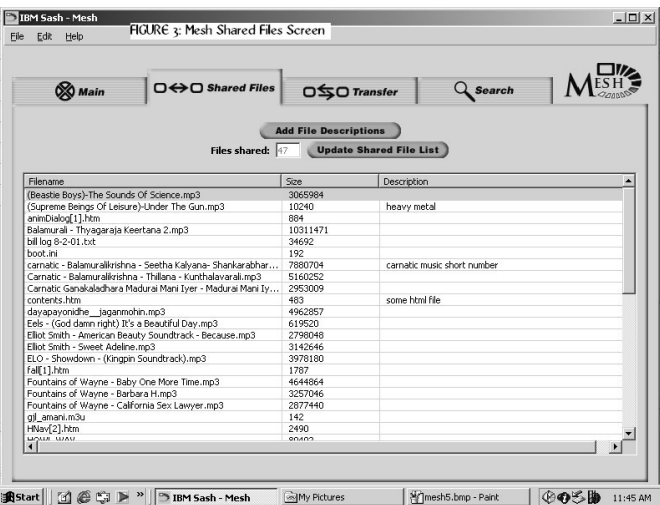 IBM Sash - Mesh
FIGURE 3: Mesh Shared Files Screen
File Edit Help
Main Shared Files Transfer Search MESH
Add File Descriptions
Files shared: 47 Update Shared File List
Filename Size Description
(Beastie Boys)-The Sounds Of Science.mp3 3065984
(Supreme Beings Of Leisure)-Under The Gun.mp3 10240 heavy metal
animDialog[1].htm 884
Balamurali - Thyagaraja Keertana 2.mp3 10311471
bill log 8-2-01.txt 34692
boot.ini 192
carnatic - Balamuralikrishna - Seetha Kalyana- Shankarabhar... 7880704 carnatic music short number
Carnatic - Balamuralikrishna - Thillana - Kunthalavarali.mp3 5160252
Carnatic Ganakaladhara Madurai Mani Iyer - Madurai Mani Iy... 2953009
contents.htm 483 some html file
dayapayonidhe__jaganmohin.mp3 4962857
Eels - (God damn right) It's a Beautiful Day.mp3 619520
Elliot Smith - American Beauty Soundtrack - Because.mp3 2798048
Elliot Smith - Sweet Adeline.mp3 3142646
ELO - Showdown - (Kingpin Soundtrack).mp3 3978180
fall[1].htm 1787
Fountains of Wayne - Baby One More Time.mp3 4644864
Fountains of Wayne - Barbara H.mp3 3257046
Fountains of Wayne - California Sex Lawyer.mp3 2877440
gjl_amani.m3u 142
HNav[2].htm 2490
HOWL.WAV 80402
Start » IBM Sash - Mesh My Pictures mesh5.bmp - Paint 11:45 AM